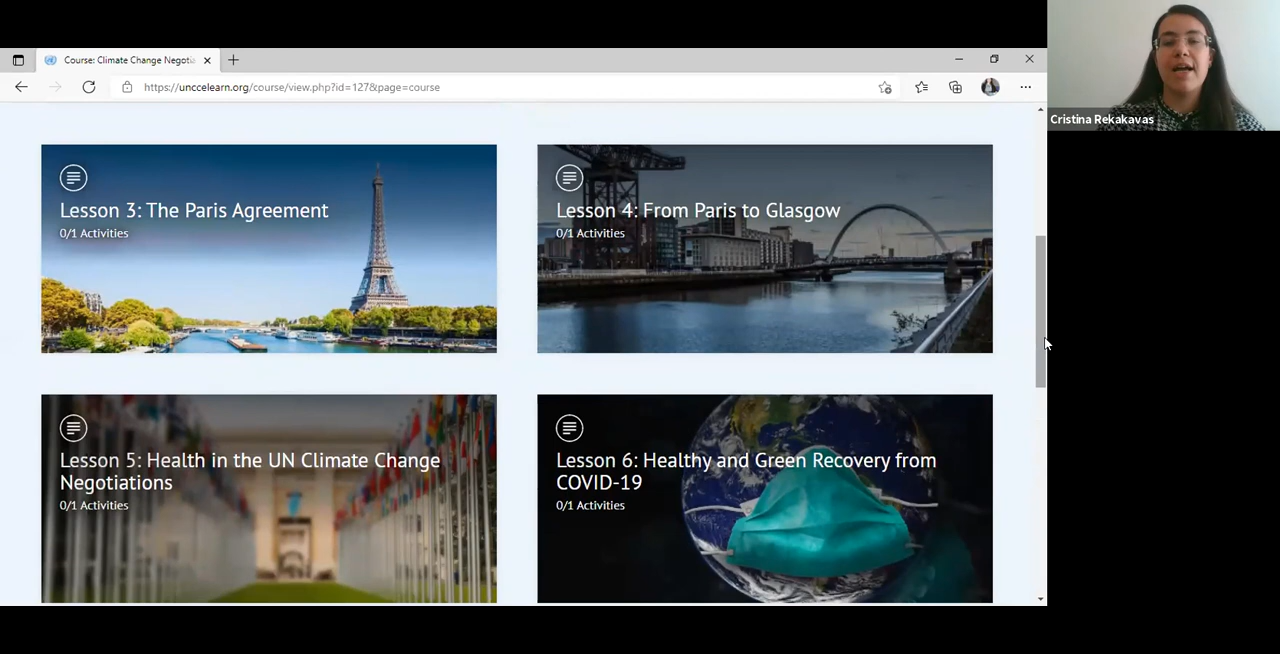 Course: Climate Change Negotia
https://unccelearn.org/course/view.php?id=127&page=course
Cristina Rekakavas
Lesson 3: The Paris Agreement
0/1 Activities
Lesson 4: From Paris to Glasgow
0/1 Activities
Lesson 5: Health in the UN Climate Change
Negotiations
0/1 Activities
Lesson 6: Healthy and Green Recovery from
COVID-19
0/1 Activities